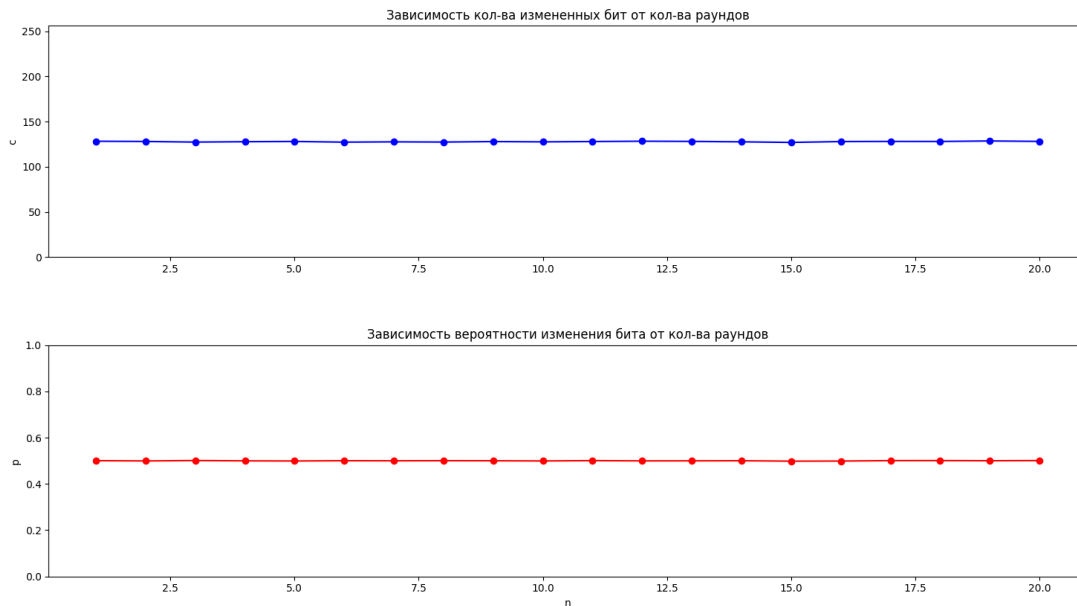 Зависимость кол-ва измененных бит от кол-ва раундов
250
200
150
100
50
0
c
2.5 5.0 7.5 10.0 12.5 15.0 17.5 20.0
Зависимость вероятности изменения бита от кол-ва раундов
1.0
0.8
0.6
0.4
0.2
0.0
p
2.5 5.0 7.5 10.0 12.5 15.0 17.5 20.0
n